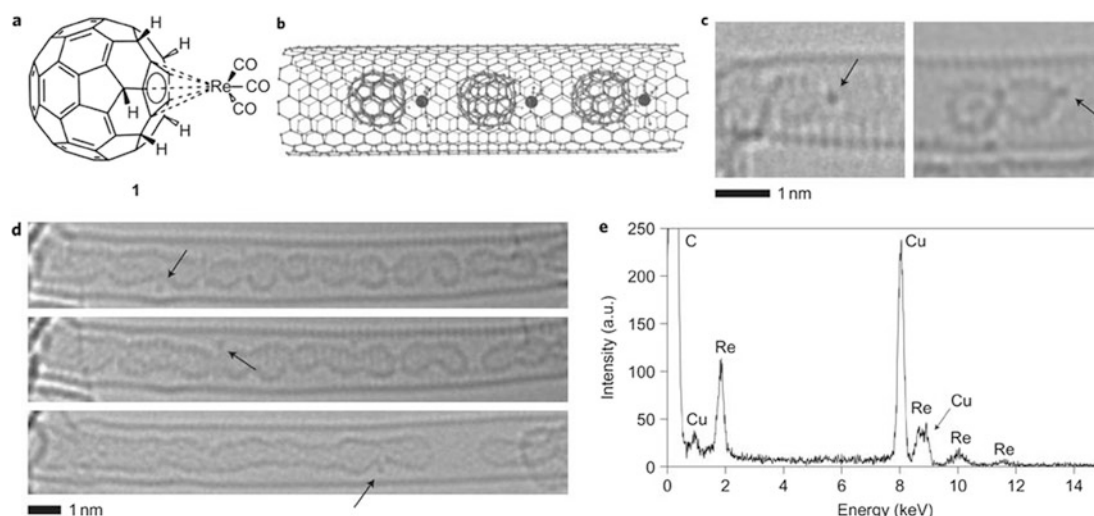 a
H
H
CO
Re
CO
CO
H
H
H
1
b
c
1 nm
d
1 nm
e
250
200
150
100
50
0
Intensity (a.u.)
C
Cu
Re
Cu
Re
Cu
Re
Re
0
2
4
6
8
10
12
14
Energy (keV)